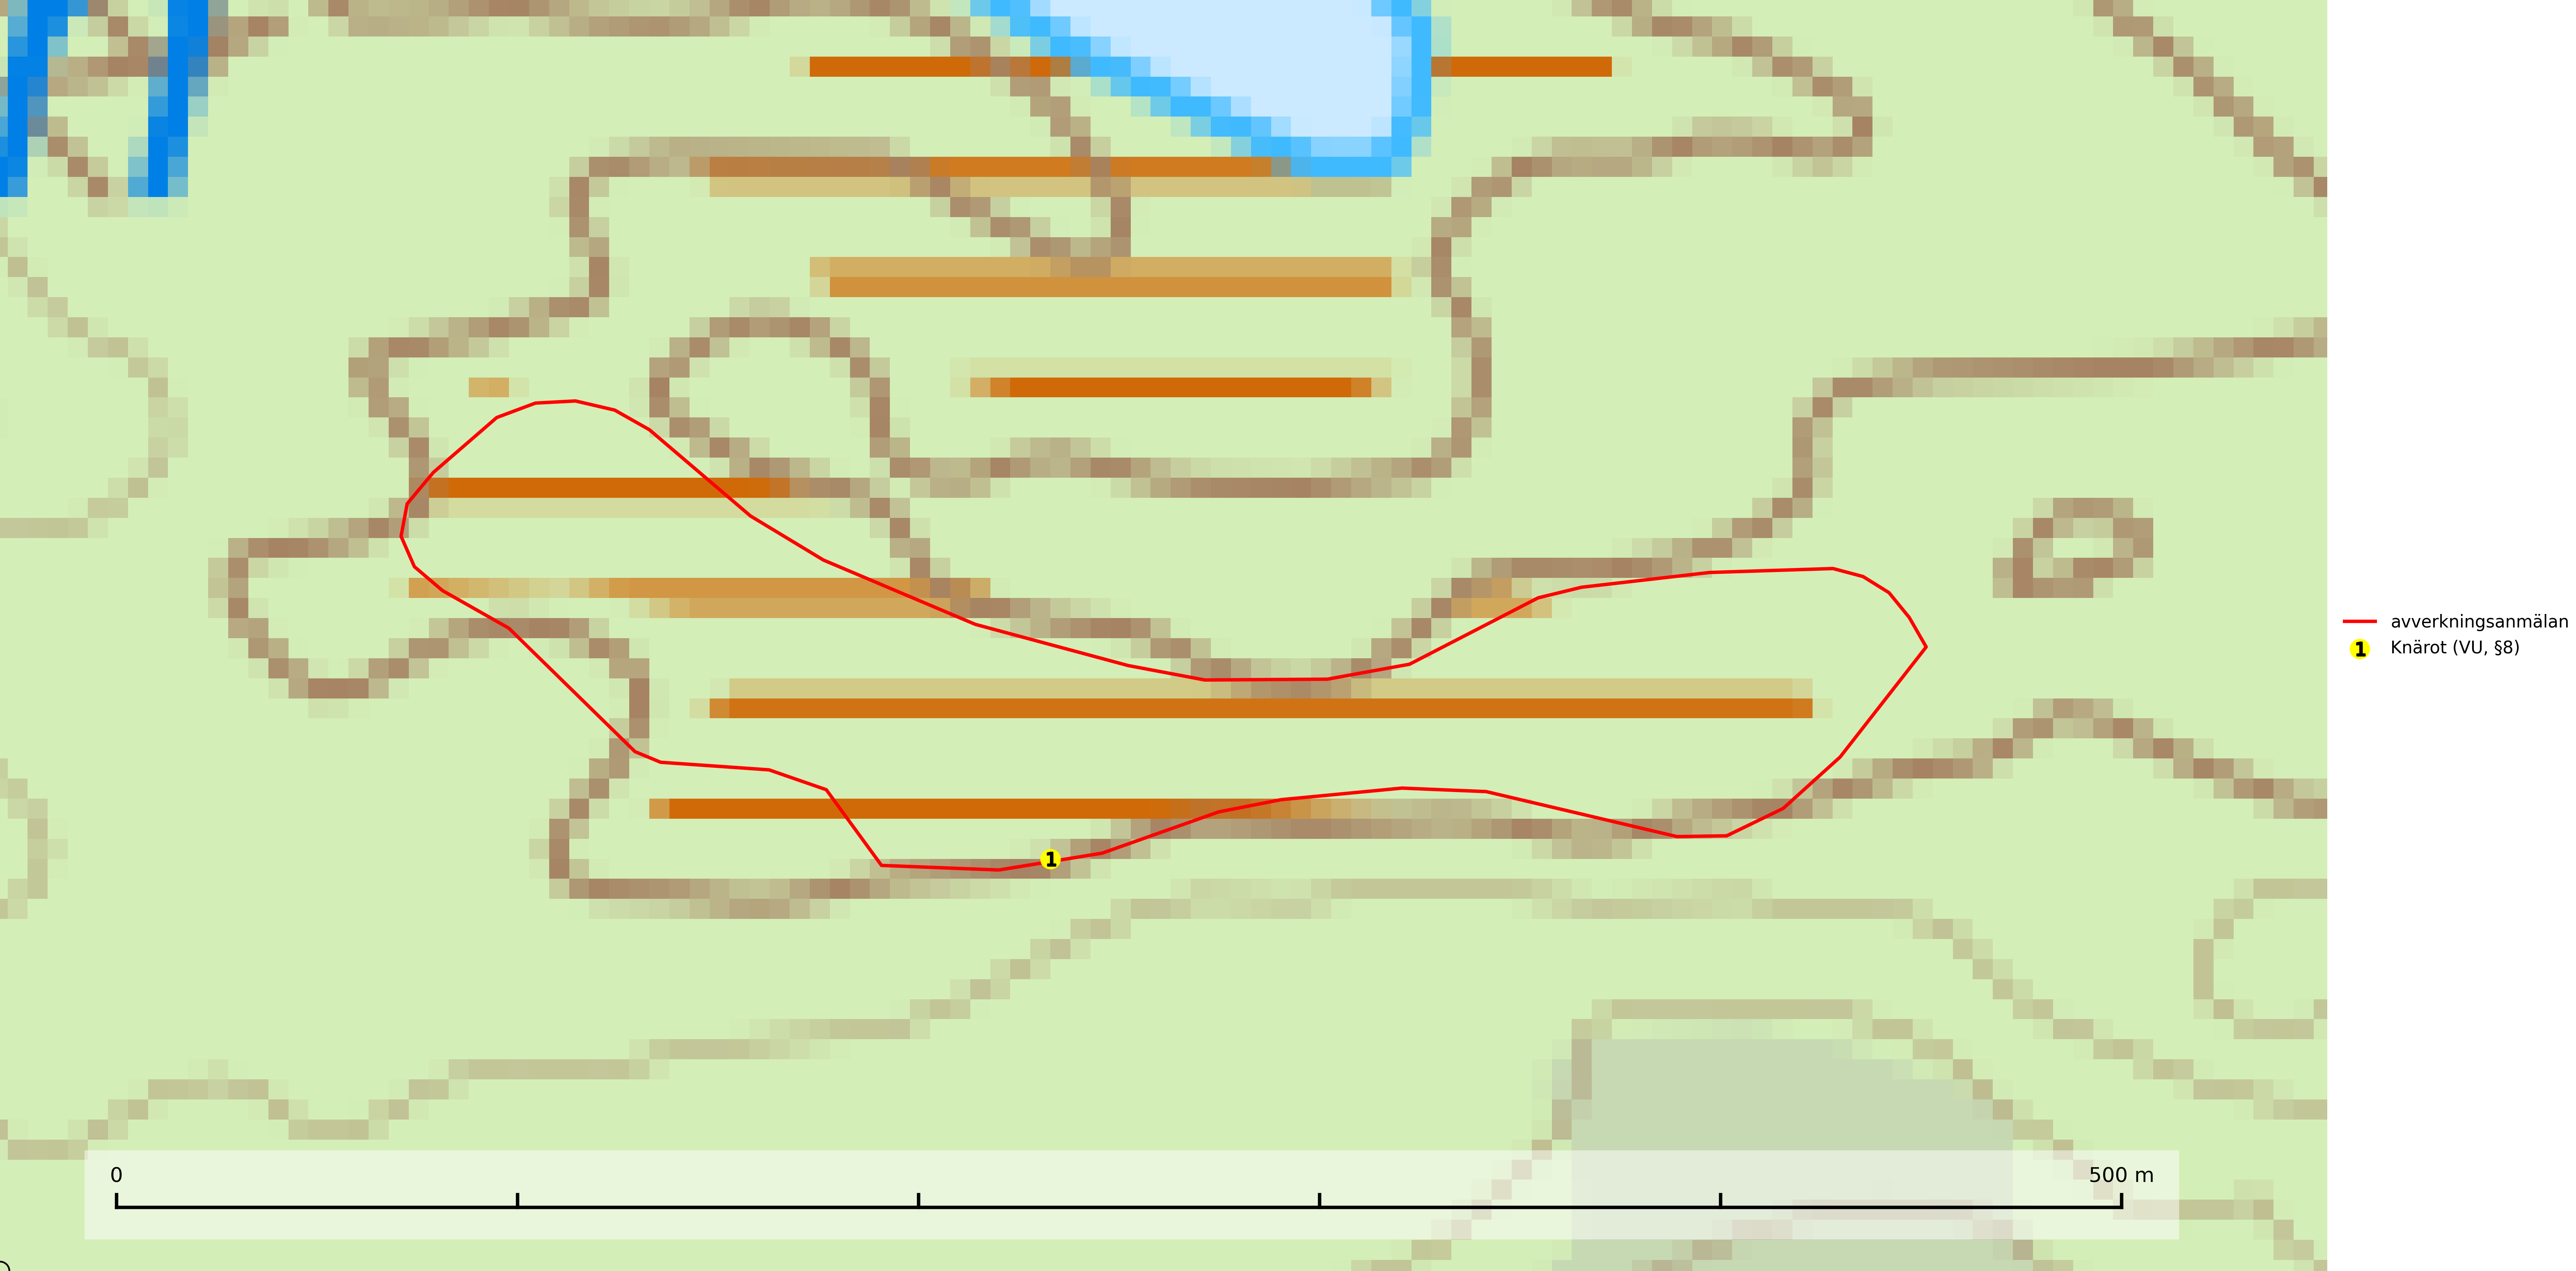 avverkningsanmälan
1 Knärot (VU, §8)
1
0 500 m